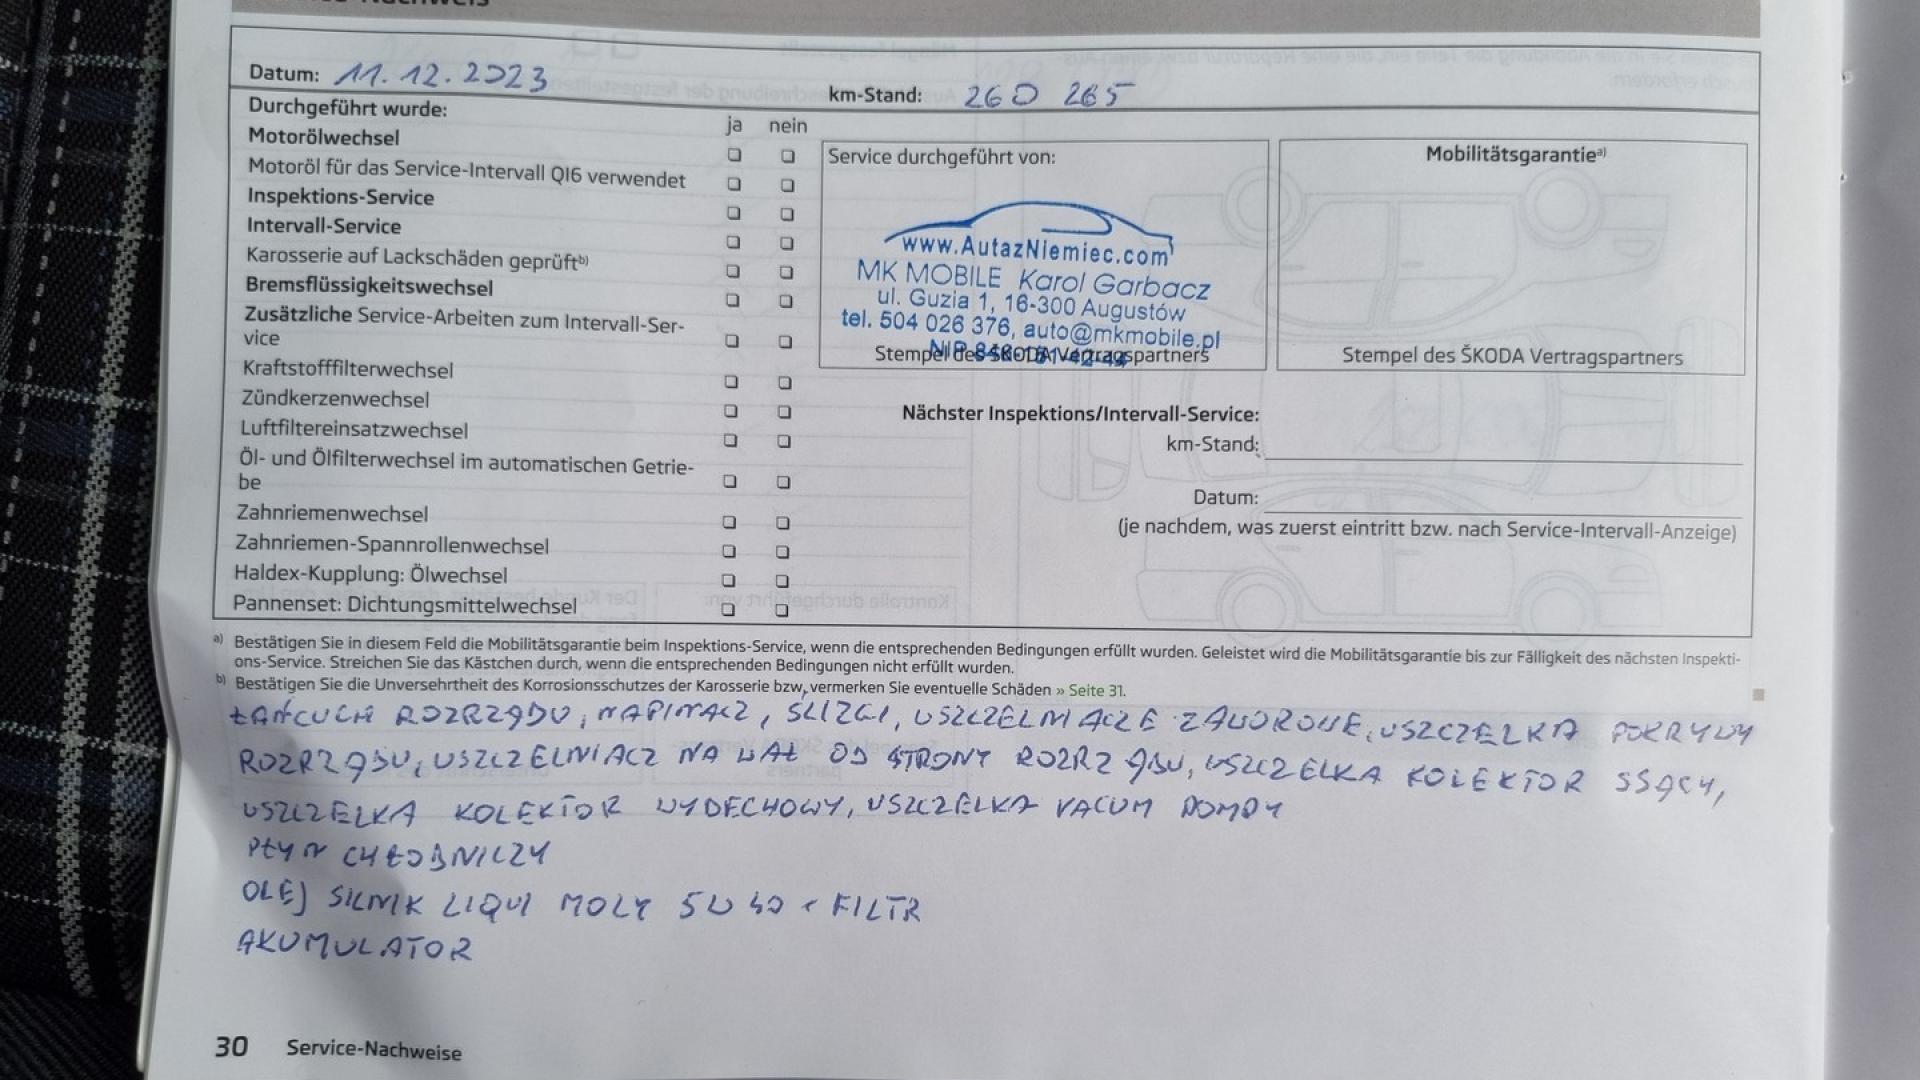 Datum: 11.12.2023
km-Stand: 260 265
Durchgeführt wurde:
ja nein
Motorölwechsel
Motoröl für das Service-Intervall QI6 verwendet
Inspektions-Service
Intervall-Service
Karosserie auf Lackschäden geprüft b)
Bremsflüssigkeitswechsel
Zusätzliche Service-Arbeiten zum Intervall-Ser-
vice
Kraftstofffilterwechsel
Zündkerzenwechsel
Luftfiltereinsatzwechsel
Öl- und Ölfilterwechsel im automatischen Getrie-
be
Zahnriemenwechsel
Zahnriemen-Spannrollenwechsel
Haldex-Kupplung: Ölwechsel
Pannenset: Dichtungsmittelwechsel
Service durchgeführt von:
www.AutazNiemiec.com
MK MOBILE Karol Garbacz
ul. Guzia 1, 16-300 Augustów
tel. 504 026 376, auto@mkmobile.pl
NIP
Stempel des ŠKODA Vertragspartners
Mobilitätsgarantie a)
Stempel des ŠKODA Vertragspartners
Nächster Inspektions/Intervall-Service:
km-Stand:
Datum:
(je nachdem, was zuerst eintritt bzw. nach Service-Intervall-Anzeige)
a) Bestätigen Sie in diesem Feld die Mobilitätsgarantie beim Inspektions-Service, wenn die entsprechenden Bedingungen erfüllt wurden. Geleistet wird die Mobilitätsgarantie bis zur Fälligkeit des nächsten Inspekti-
ons-Service. Streichen Sie das Kästchen durch, wenn die entsprechenden Bedingungen nicht erfüllt wurden.
b) Bestätigen Sie die Unversehrtheit des Korrosionsschutzes der Karosserie bzw. vermerken Sie eventuelle Schäden » Seite 31.
ŁAŃCUCH ROZRZĄDU, NAPINACZ, ŚLIZGI, USZCZELNIACZE ZAWOROWE, USZCZELKA POKRYWY
ROZRZĄDU, USZCZELNIACZ NA WAŁ OD STRONY ROZRZĄDU, USZCZELKA KOLEKTOR SSĄCY,
USZCZELKA KOLEKTOR WYDECHOWY, USZCZELKA VACUM POMPY
PŁYN CHŁODNICZY
OLEJ SILNIK LIQUI MOLY 5W40 + FILTR
AKUMULATOR
30 Service-Nachweise